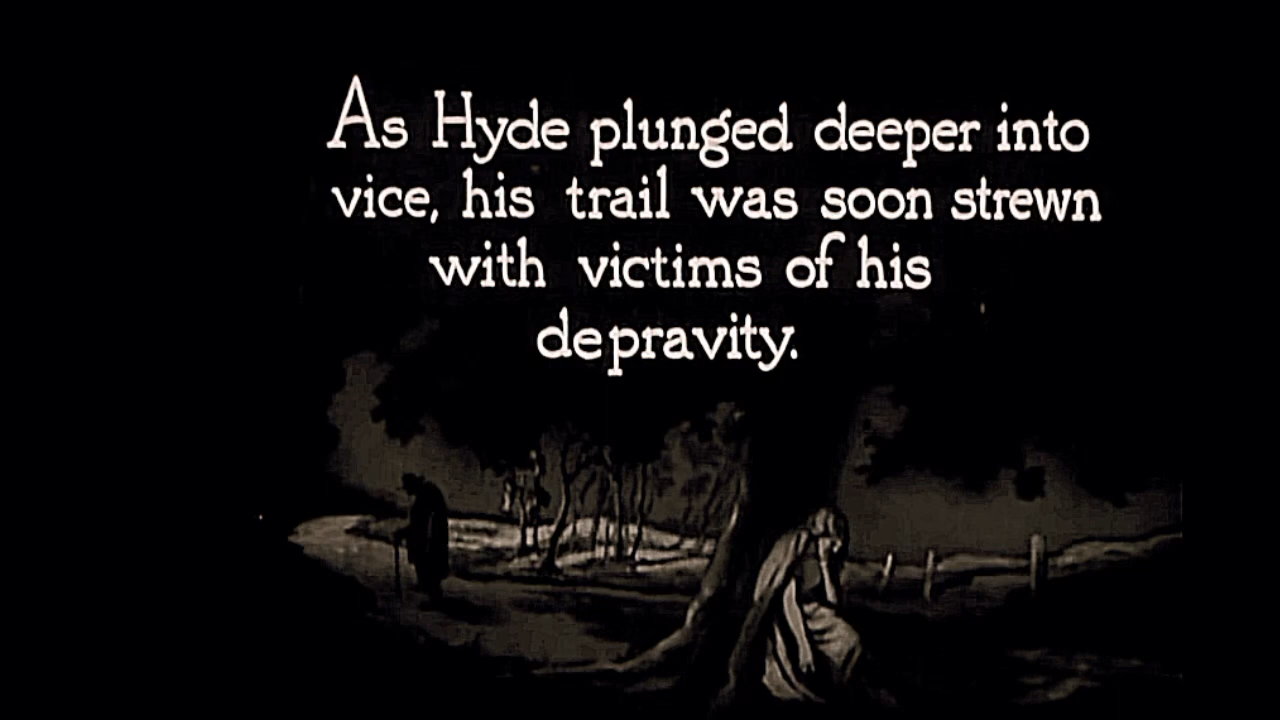 As Hyde plunged deeper into
vice, his trail was soon strewn
with victims of his
depravity.